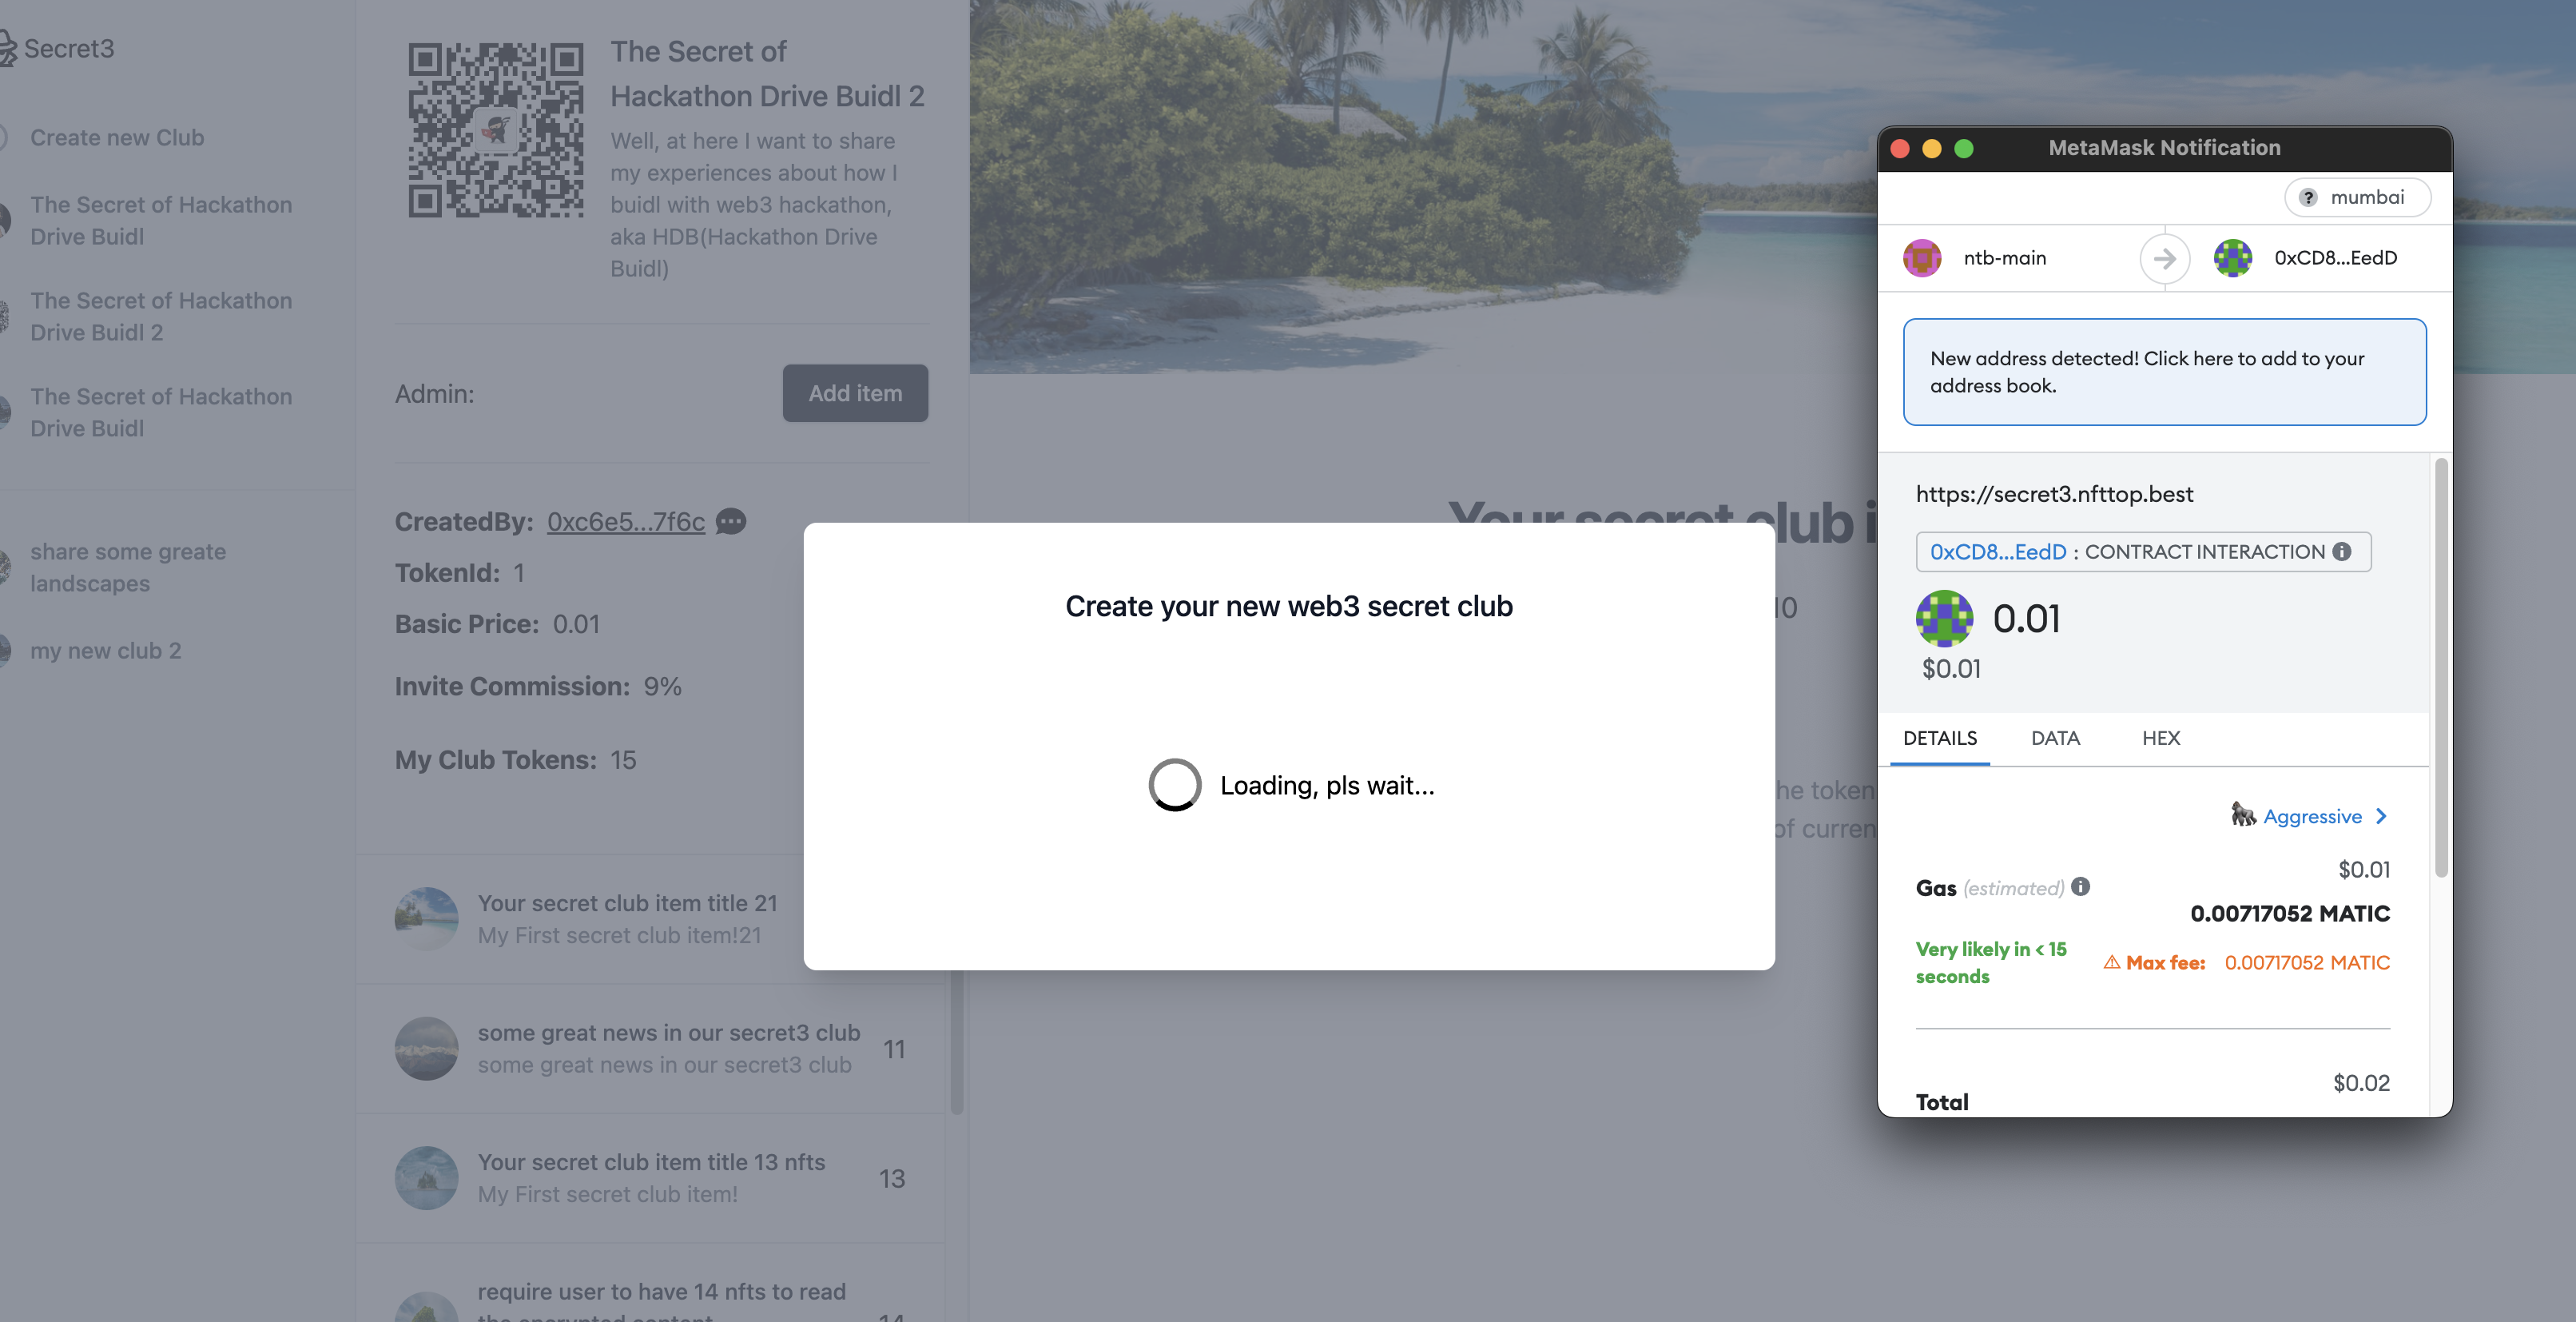 Secret3
Create new Club
The Secret of Hackathon
Drive Buidl
The Secret of Hackathon
Drive Buidl 2
The Secret of Hackathon
Drive Buidl
share some greate
landscapes
my new club 2
The Secret of
Hackathon Drive Buidl 2
Well, at here I want to share
my experiences about how I
buidl with web3 hackathon,
aka HDB(Hackathon Drive
Buidl)
Admin:
Add item
CreatedBy: 0xc6e5...7f6c
TokenId: 1
Basic Price: 0.01
Invite Commission: 9%
My Club Tokens: 15
Your secret club item title 21
My First secret club item!21
some great news in our secret3 club
some great news in our secret3 club
11
Your secret club item title 13 nfts
My First secret club item!
13
require user to have 14 nfts to read
the encrypted content
14
Your secret club i
10
he token
of curren
Create your new web3 secret club
Loading, pls wait...
MetaMask Notification
? mumbai
ntb-main
0xCD8...EedD
New address detected! Click here to add to your
address book.
https://secret3.nfttop.best
0xCD8...EedD : CONTRACT INTERACTION
0.01
$0.01
DETAILS DATA HEX
Aggressive
$0.01
Gas (estimated)
0.00717052 MATIC
Very likely in < 15
seconds
Max fee: 0.00717052 MATIC
$0.02
Total